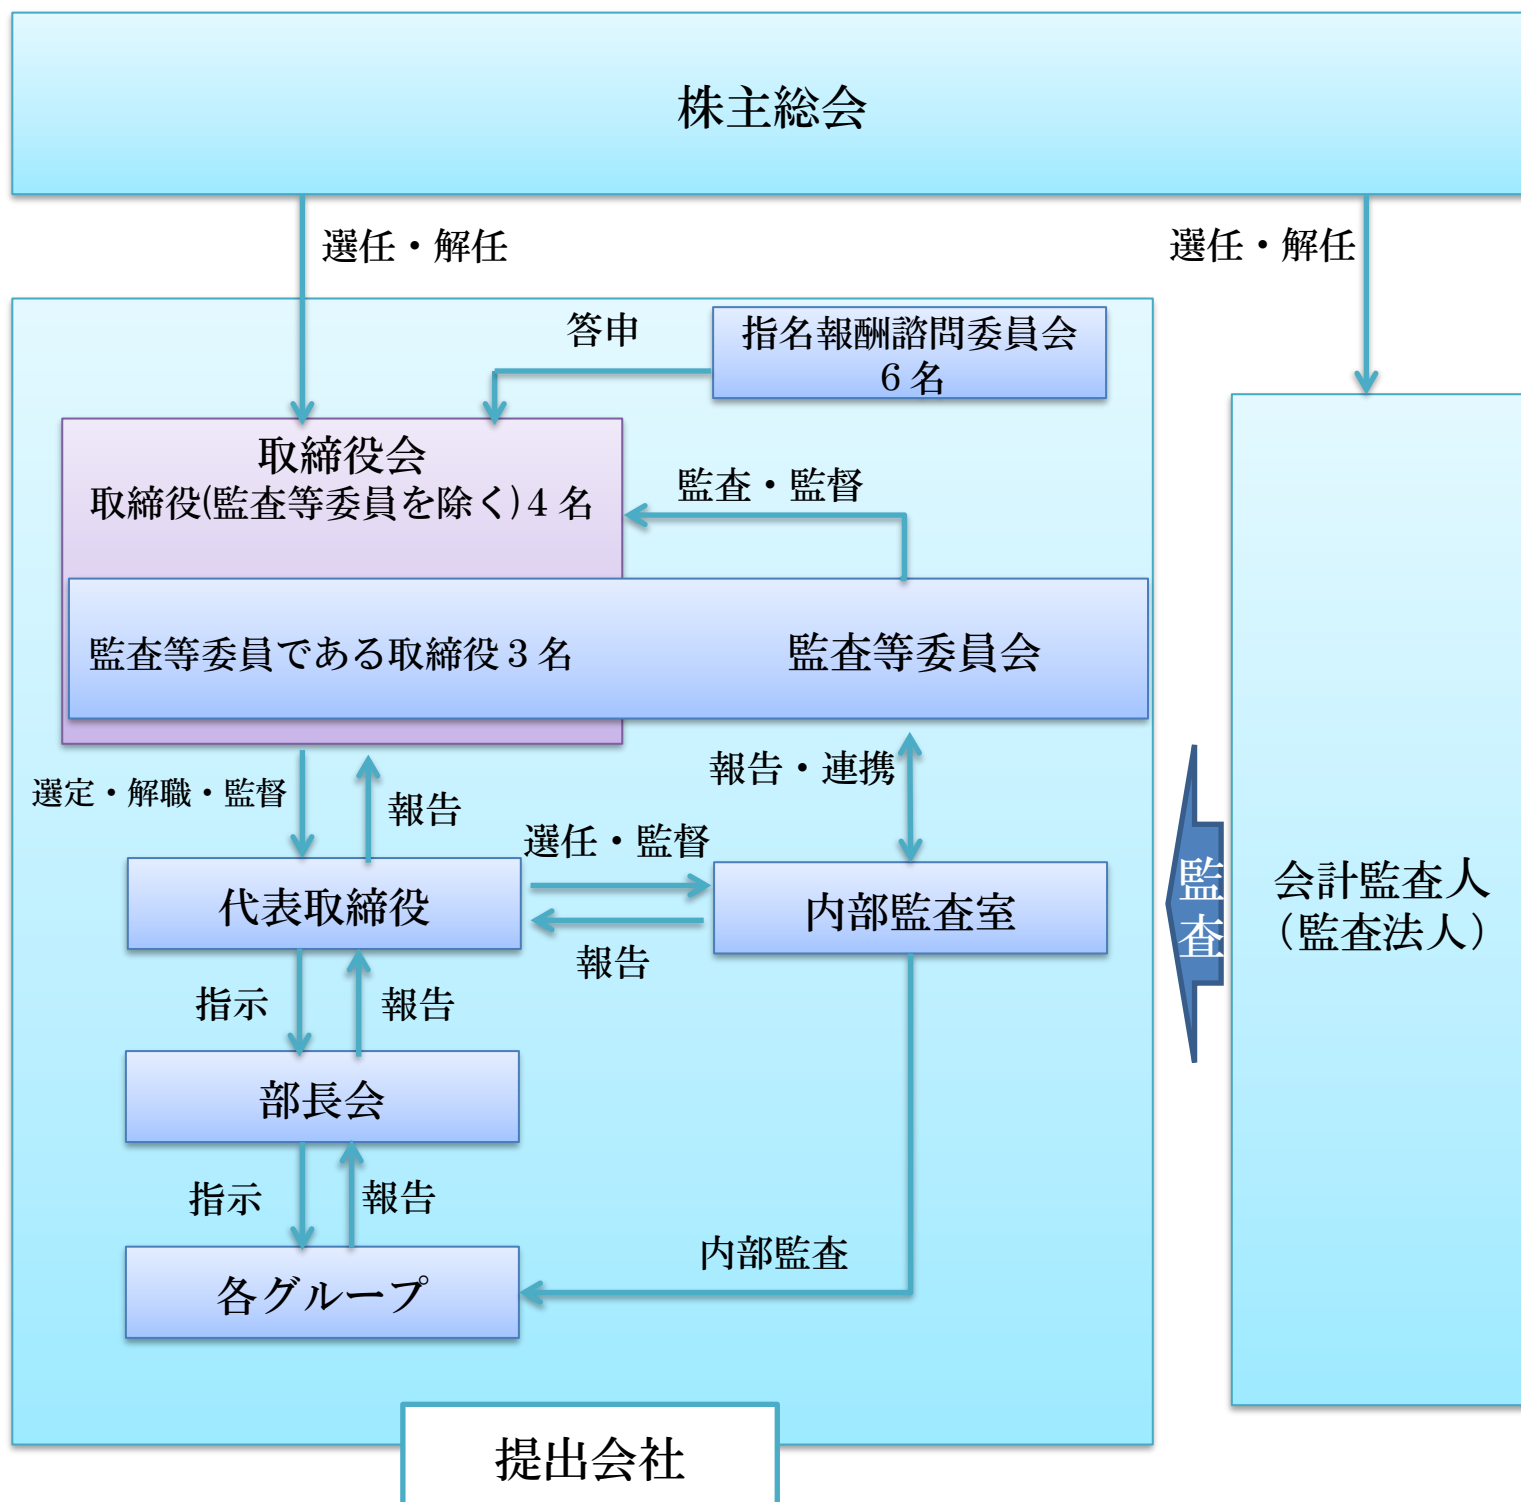 株主総会
選任・解任
選任・解任
答申
指名報酬諮問委員会
６名
取締役会
取締役(監査等委員を除く)４名
監査・監督
監査等委員である取締役３名
監査等委員会
選定・解職・監督
報告
報告・連携
選任・監督
代表取締役
内部監査室
報告
監査
会計監査人
（監査法人）
指示
報告
部長会
指示
報告
内部監査
各グループ
提出会社